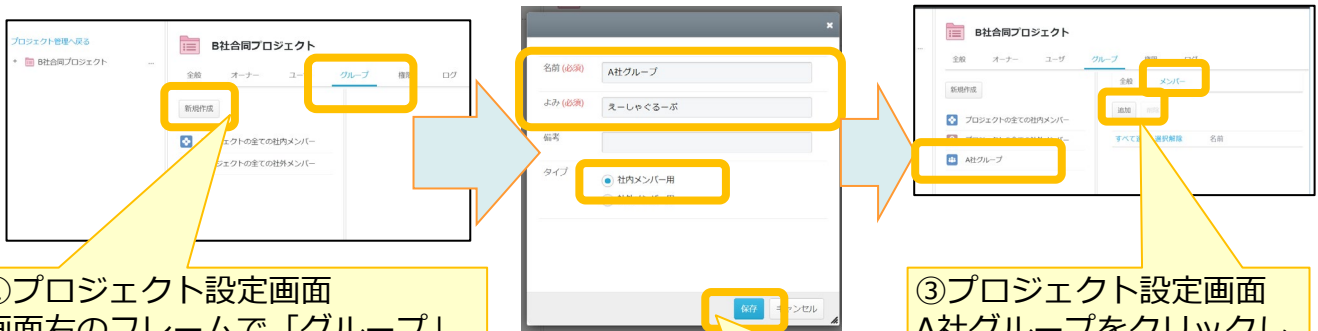 プロジェクト管理へ戻る
B社合同プロジェクト
B社合同プロジェクト
全般
オーナー
ユー
グループ
権限
ログ
新規作成
ジェクトの全ての社内メンバー
ジェクトの全ての社外メンバー
名前 (必須)
A社グループ
よみ (必須)
えーしゃぐるーぷ
備考
タイプ
社内メンバー用
保存
キャンセル
B社合同プロジェクト
全般
オーナー
ユーザ
グループ
ログ
新規作成
プロジェクトの全ての社内メンバー
A社グループ
全般
メンバー
追加
選択解除
名前
プロジェクト設定画面
画面右のフレームで「グループ」
③プロジェクト設定画面
A社グループをクリックし